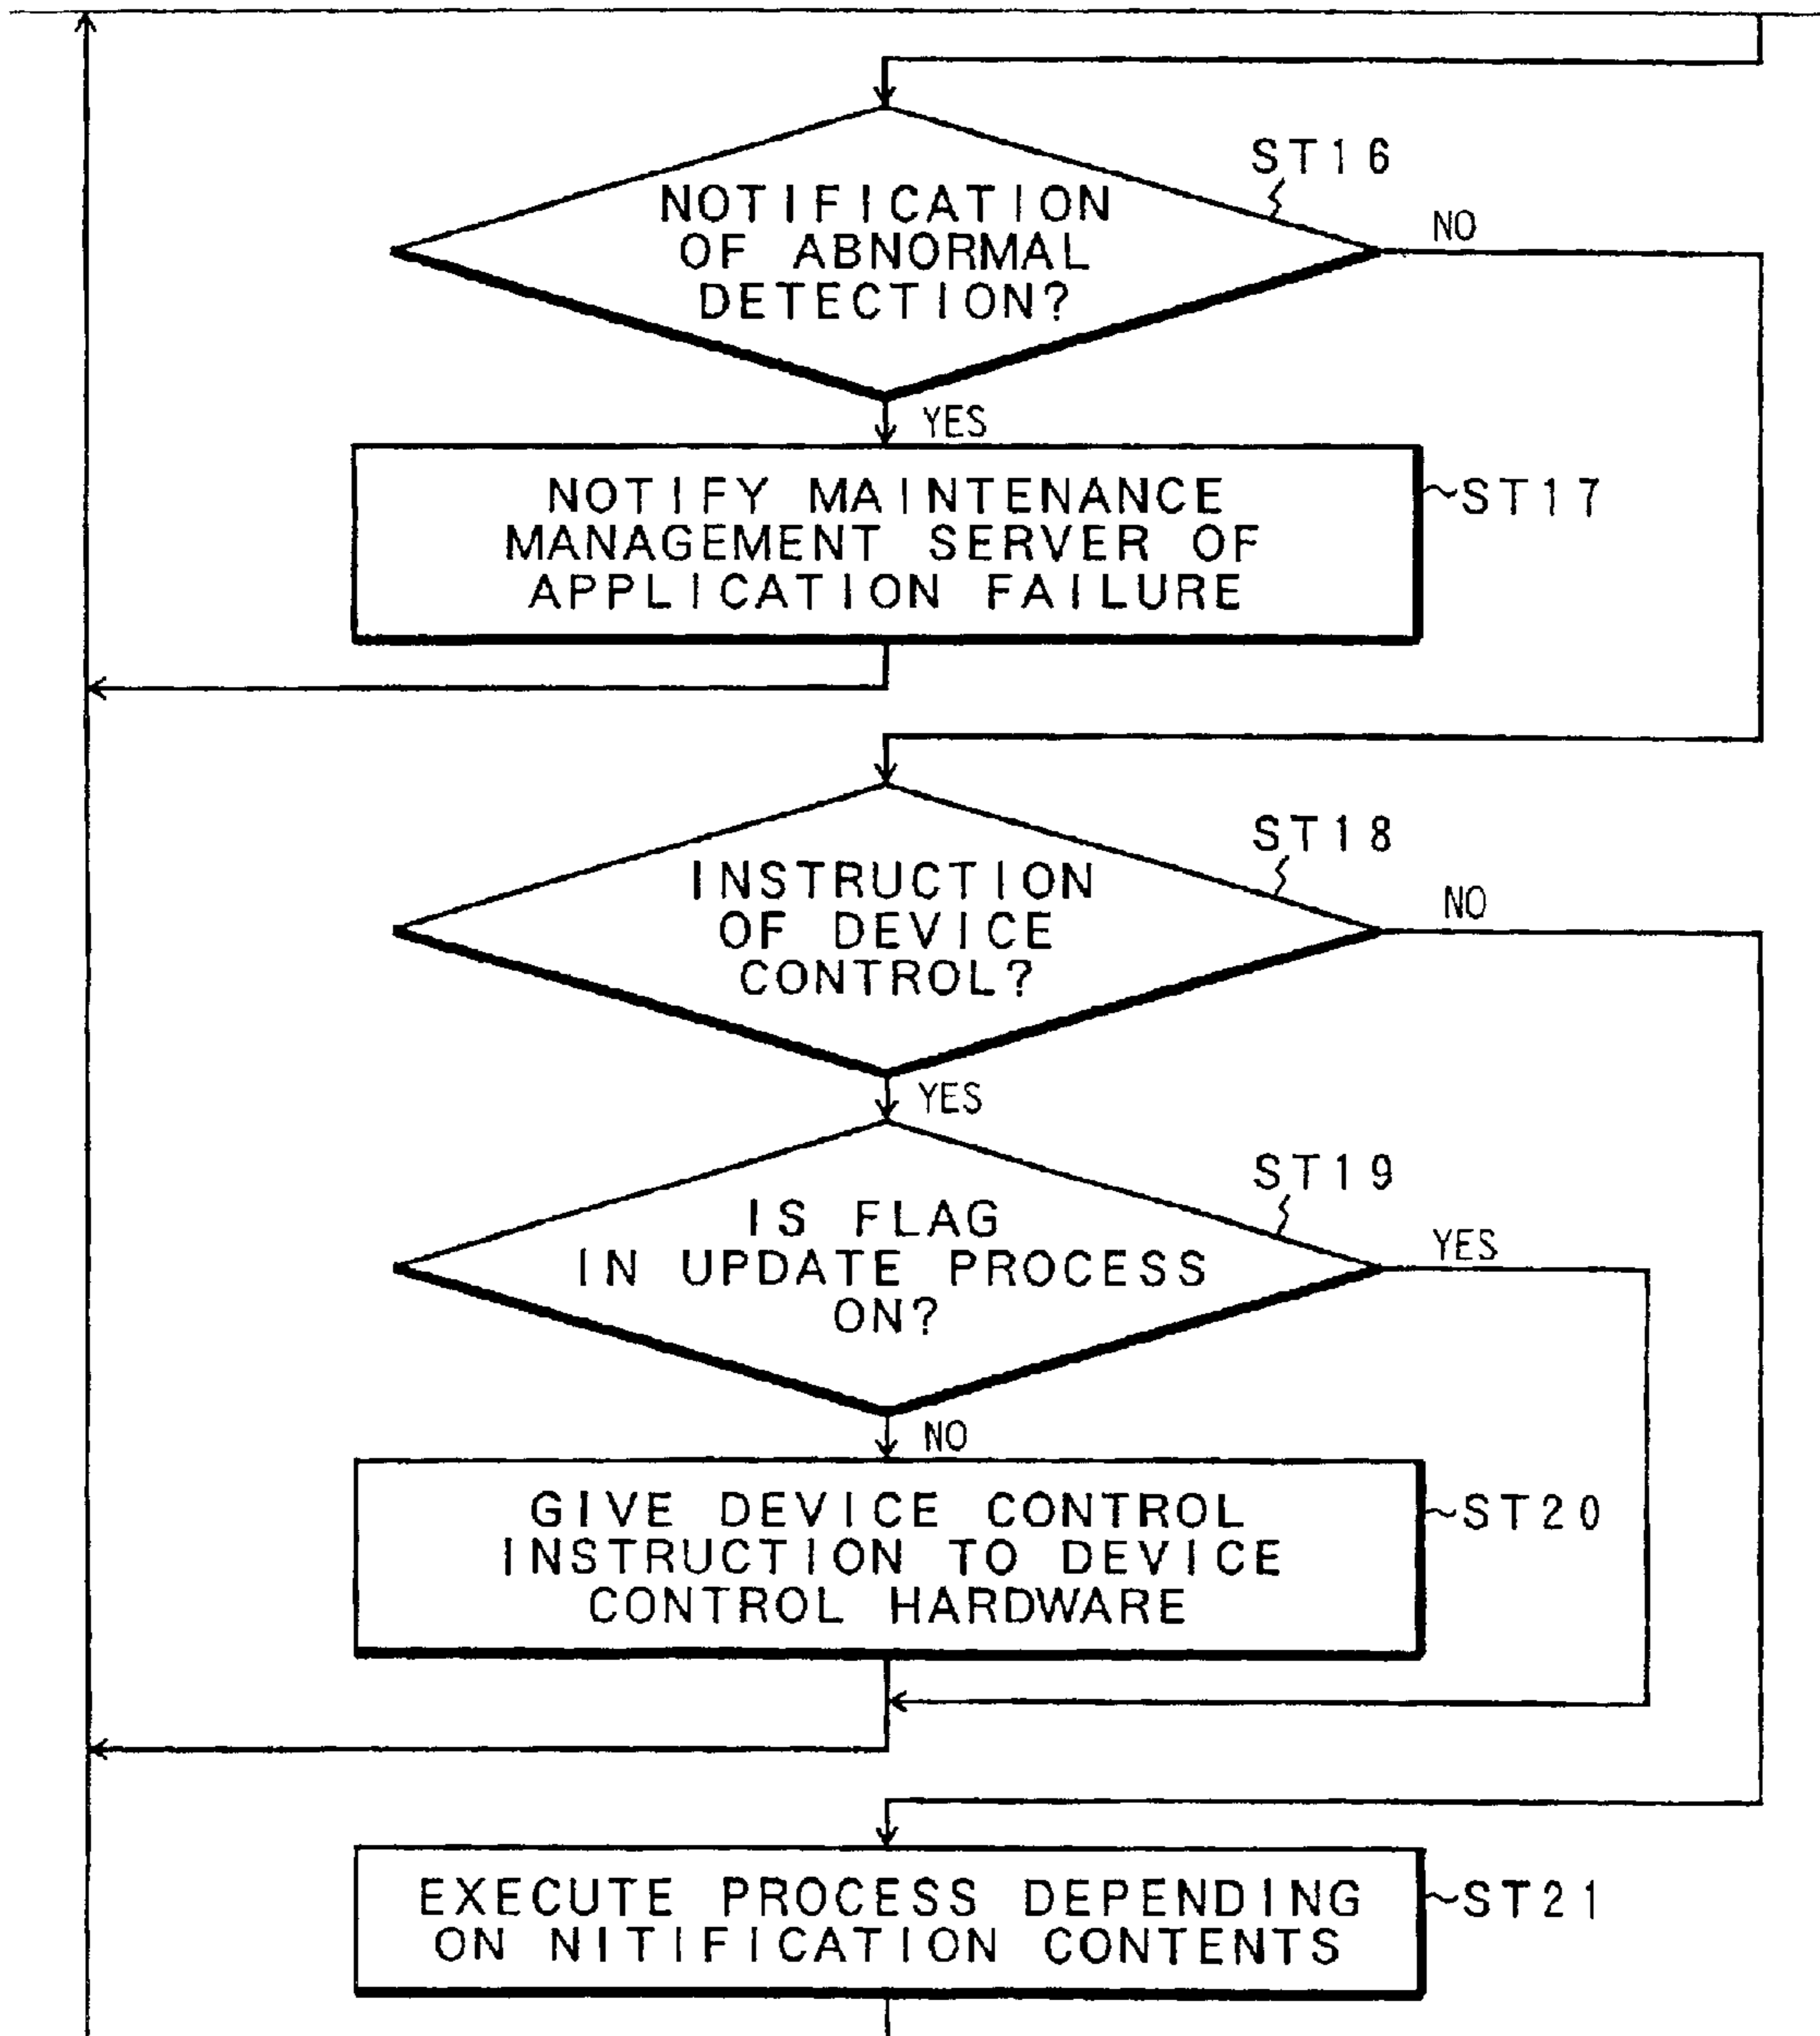 ST16
NOTIFICATION
OF ABNORMAL
DETECTION?
NO
YES
NOTIFY MAINTENANCE
MANAGEMENT SERVER OF
APPLICATION FAILURE
ST17
ST18
INSTRUCTION
OF DEVICE
CONTROL?
NO
YES
ST19
IS FLAG
IN UPDATE PROCESS
ON?
YES
NO
GIVE DEVICE CONTROL
INSTRUCTION TO DEVICE
CONTROL HARDWARE
ST20
EXECUTE PROCESS DEPENDING
ON NITIFICATION CONTENTS
ST21